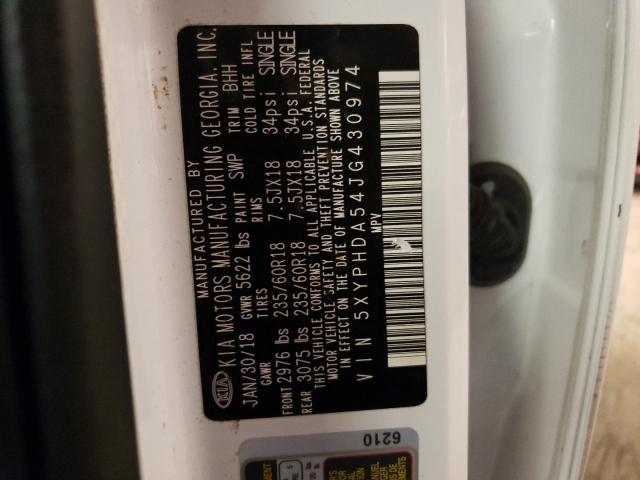 MANUFACTURED BY
KIA KIA MOTORS MANUFACTURING GEORGIA, INC.
JAN/30/18 GVWR 5622 lbs PAINT SWP TRIM BHH
GAWR TIRES RIMS COLD TIRE INFL
FRONT 2976 lbs 235/60R18 7.5JX18 34psi SINGLE
REAR 3075 lbs 235/60R18 7.5JX18 34psi SINGLE
THIS VEHICLE CONFORMS TO ALL APPLICABLE U.S.A. FEDERAL
MOTOR VEHICLE SAFETY AND THEFT PREVENTION STANDARDS
IN EFFECT ON THE DATE OF MANUFACTURE SHOWN ABOVE
VIN 5XYPHDA54JG430974
MPV
6210